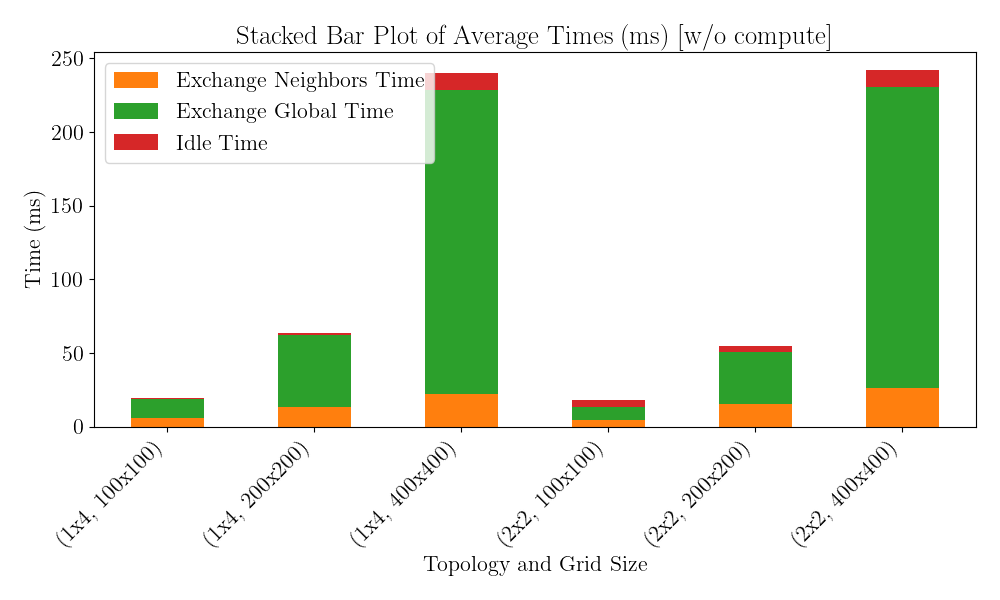 Stacked Bar Plot of Average Times (ms) [w/o compute]
Exchange Neighbors Time
Exchange Global Time
Idle Time
Time (ms)
250
200
150
100
50
0
(1x4, 100x100)
(1x4, 200x200)
(1x4, 400x400)
(2x2, 100x100)
(2x2, 200x200)
(2x2, 400x400)
Topology and Grid Size